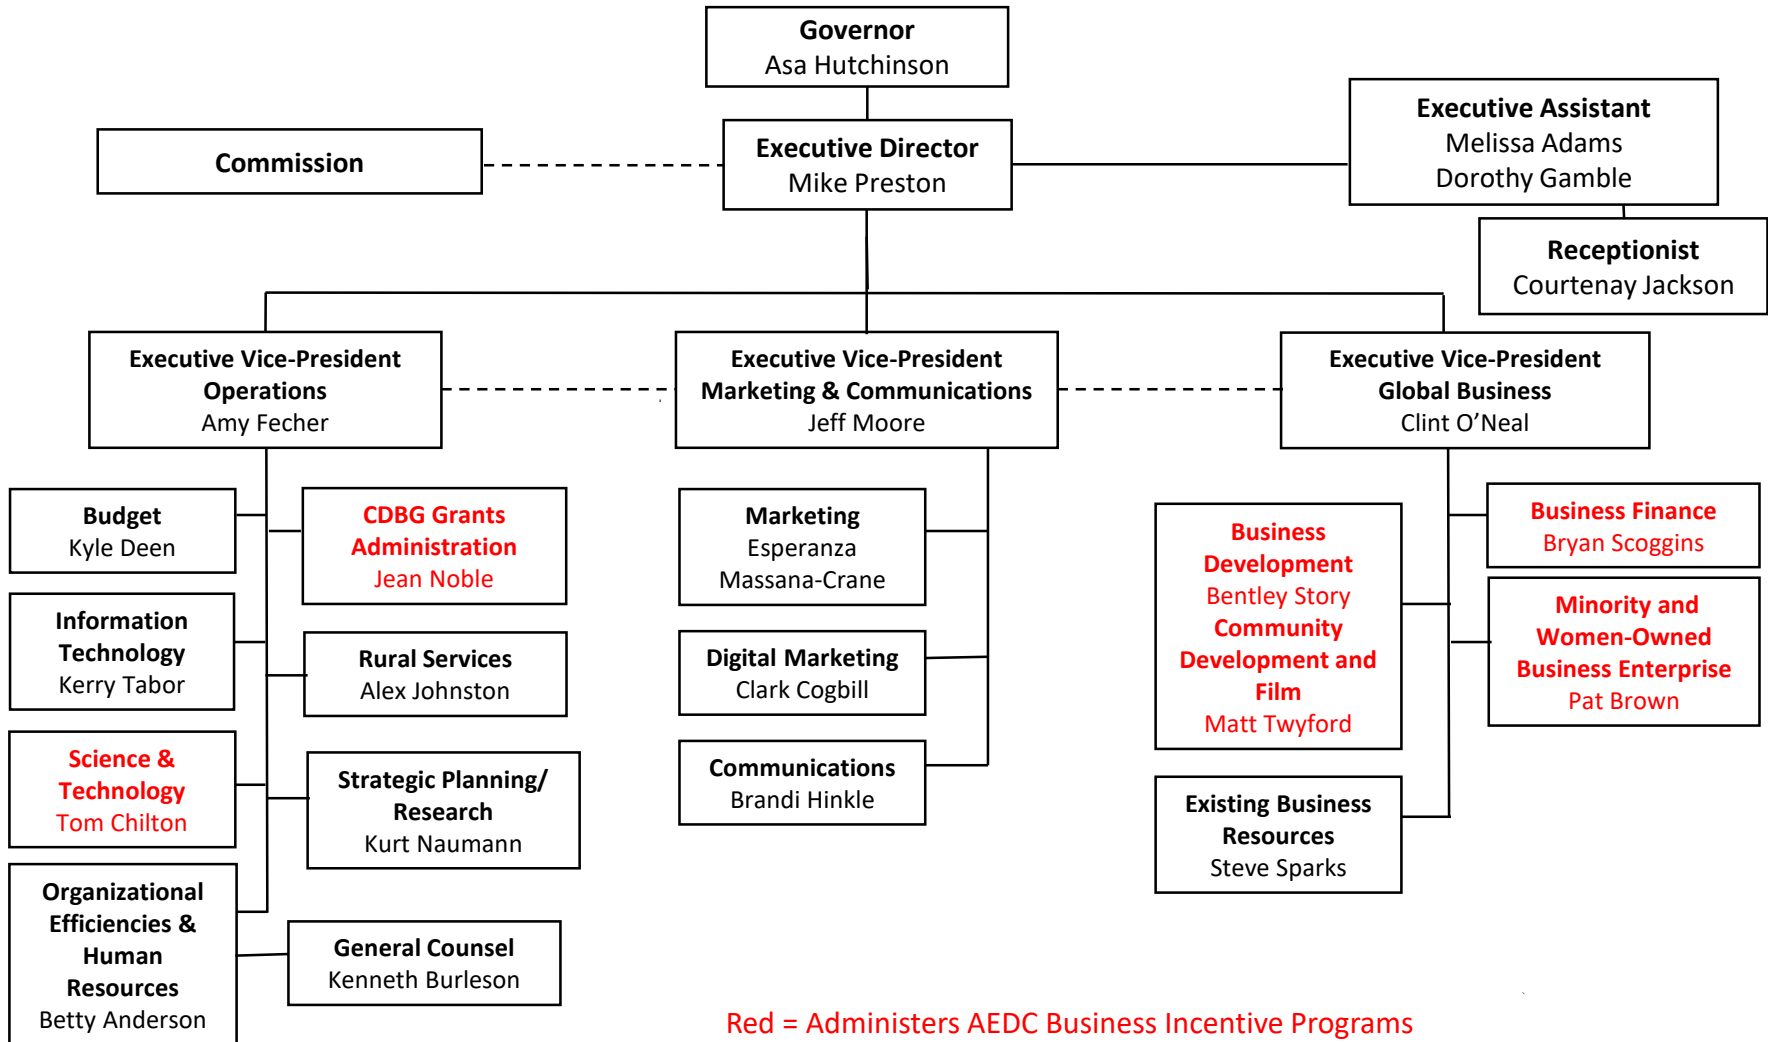 Governor
Asa Hutchinson
Commission
Executive Director
Mike Preston
Executive Assistant
Melissa Adams
Dorothy Gamble
Receptionist
Courtenay Jackson
Executive Vice-President
Operations
Amy Fecher
Executive Vice-President
Marketing & Communications
Jeff Moore
Executive Vice-President
Global Business
Clint O’Neal
Budget
Kyle Deen
CDBG Grants
Administration
Jean Noble
Information
Technology
Kerry Tabor
Rural Services
Alex Johnston
Science &
Technology
Tom Chilton
Strategic Planning/
Research
Kurt Naumann
Organizational
Efficiencies &
Human
Resources
Betty Anderson
General Counsel
Kenneth Burleson
Marketing
Esperanza
Massana-Crane
Digital Marketing
Clark Cogbill
Communications
Brandi Hinkle
Business
Development
Bentley Story
Community
Development and
Film
Matt Twyford
Business Finance
Bryan Scoggins
Minority and
Women-Owned
Business Enterprise
Pat Brown
Existing Business
Resources
Steve Sparks
Red = Administers AEDC Business Incentive Programs